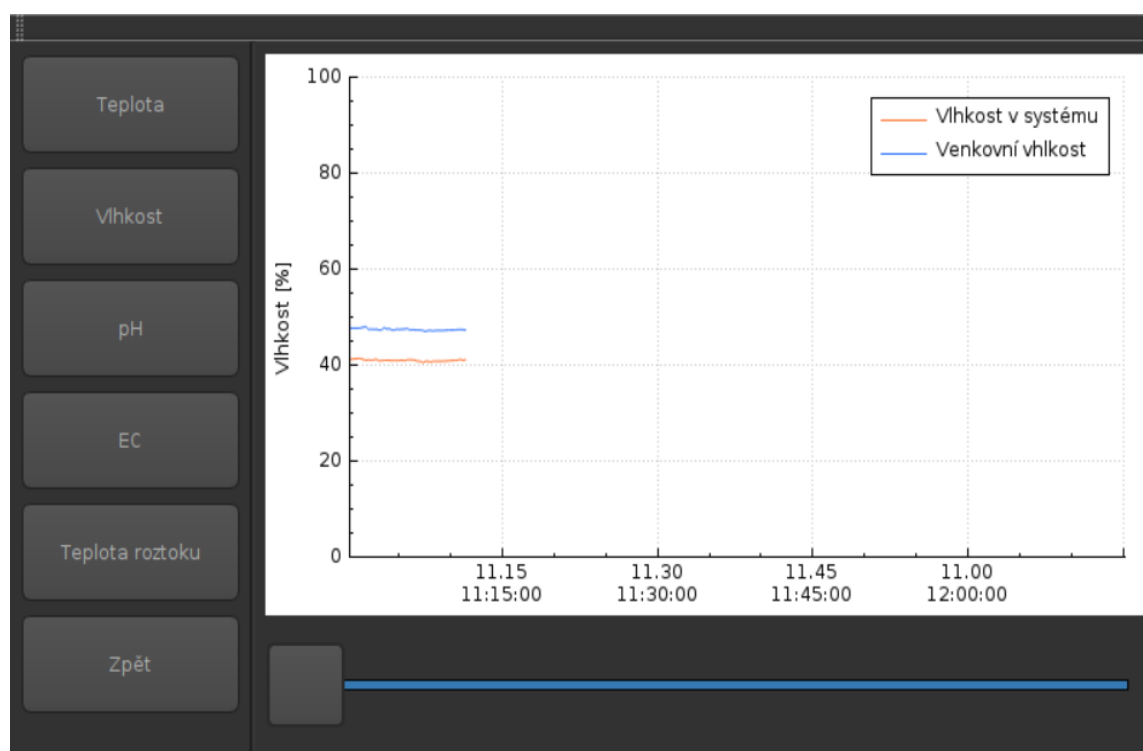 Teplota
Vlhkost
pH
EC
Teplota roztoku
Zpět
Vlhkost [%]
100
80
60
40
20
0
Vlhkost v systému
Venkovní vhlkost
11.15 11.30 11.45 11.00
11:15:00 11:30:00 11:45:00 12:00:00